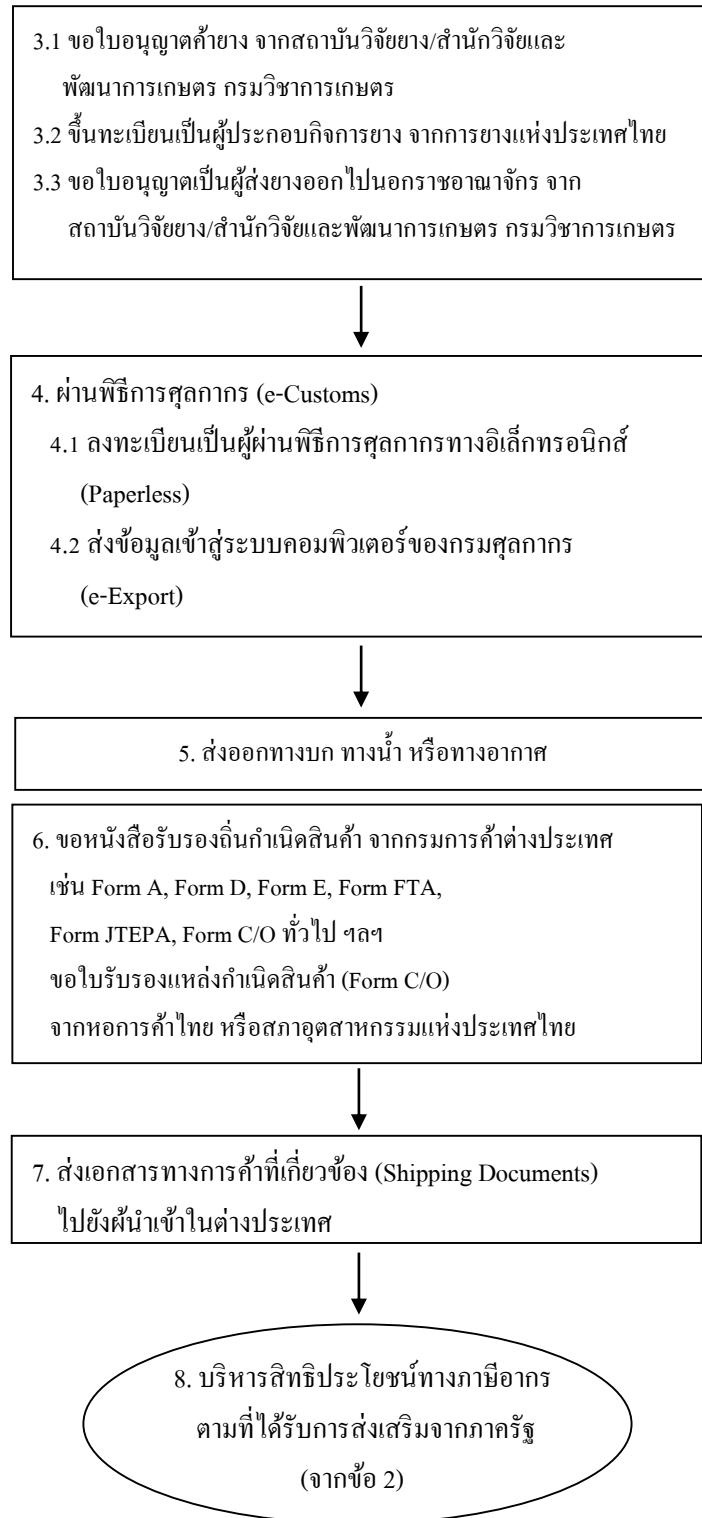 3.1 ขอใบอนุญาตค้ายาง จากสถาบันวิจัยยาง/สำนักวิจัยและ
พัฒนาการเกษตร กรมวิชาการเกษตร
3.2 ขึ้นทะเบียนเป็นผู้ประกอบกิจการยาง จากการยางแห่งประเทศไทย
3.3 ขอใบอนุญาตเป็นผู้ส่งยางออกไปนอกราชอาณาจักร จาก
สถาบันวิจัยยาง/สำนักวิจัยและพัฒนาการเกษตร กรมวิชาการเกษตร
4. ผ่านพิธีการศุลกากร (e-Customs)
4.1 ลงทะเบียนเป็นผู้ผ่านพิธีการศุลกากรทางอิเล็กทรอนิกส์
(Paperless)
4.2 ส่งข้อมูลเข้าสู่ระบบคอมพิวเตอร์ของกรมศุลกากร
(e-Export)
5. ส่งออกทางบก ทางน้ำ หรือทางอากาศ
6. ขอหนังสือรับรองถิ่นกำเนิดสินค้า จากกรมการค้าต่างประเทศ
เช่น Form A, Form D, Form E, Form FTA,
Form JTEPA, Form C/O ทั่วไป ฯลฯ
ขอใบรับรองแหล่งกำเนิดสินค้า (Form C/O)
จากหอการค้าไทย หรือสภาอุตสาหกรรมแห่งประเทศไทย
7. ส่งเอกสารทางการค้าที่เกี่ยวข้อง (Shipping Documents)
ไปยังผู้นำเข้าในต่างประเทศ
8. บริหารสิทธิประโยชน์ทางภาษีอากร
ตามที่ได้รับการส่งเสริมจากภาครัฐ
(จากข้อ 2)